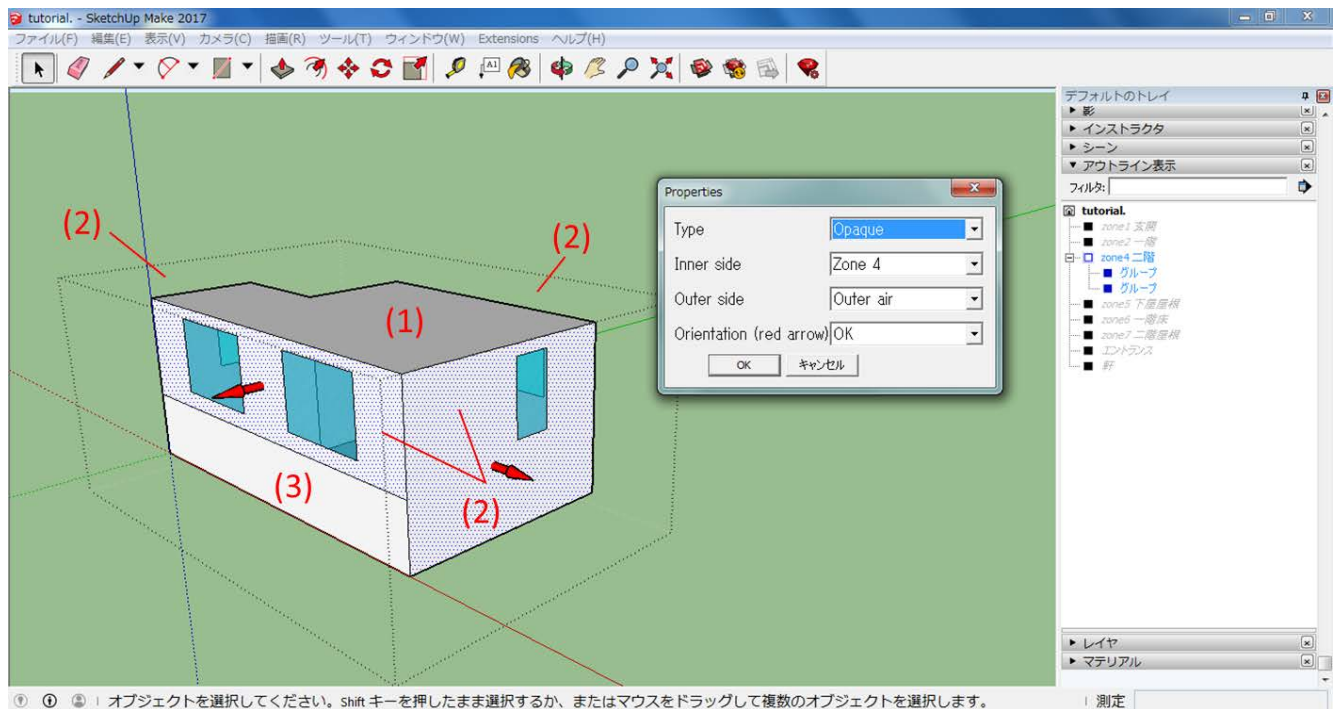 tutorial. - SketchUp Make 2017
ファイル(F) 編集(E) 表示(V) カメラ(C) 描画(R) ツール(T) ウィンドウ(W) Extensions ヘルプ(H)
A1
デフォルトのトレイ
影
インストラクタ
シーン
アウトライン表示
フィルタ:
tutorial.
zone1 玄関
zone2 一階
zone4 二階
グループ
グループ
zone5 下屋屋根
zone6 一階床
zone7 二階屋根
エントランス
軒
レイヤ
マテリアル
(2)
(2)
(1)
(3)
(2)
Properties
Type Opaque
Inner side Zone 4
Outer side Outer air
Orientation (red arrow) OK
OK キャンセル
オブジェクトを選択してください。Shift キーを押したまま選択するか、またはマウスをドラッグして複数のオブジェクトを選択します。 測定